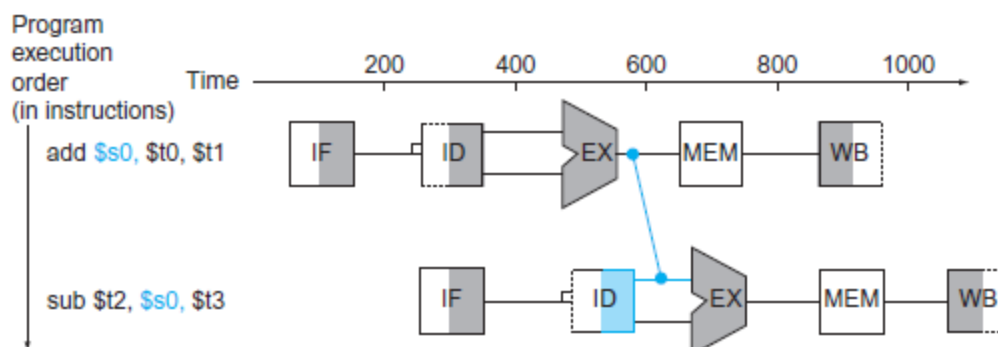 Program
execution
order
(in instructions)
Time
200 400 600 800 1000
add $s0, $t0, $t1
IF ID EX MEM WB
sub $t2, $s0, $t3
IF ID EX MEM WB